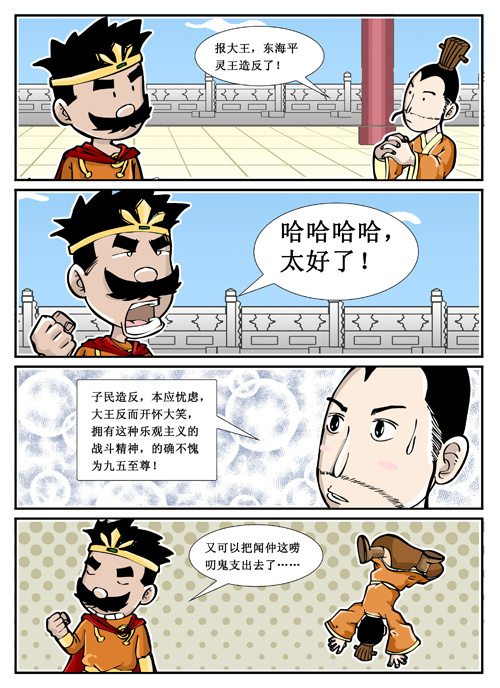 报大王，东海平
灵王造反了！
哈哈哈哈，
太好了！
子民造反，本应忧虑，
大王反而开怀大笑，
拥有这种乐观主义的
战斗精神，的确不愧
为九五至尊！
又可以把闻仲这唠
叨鬼支出去了……